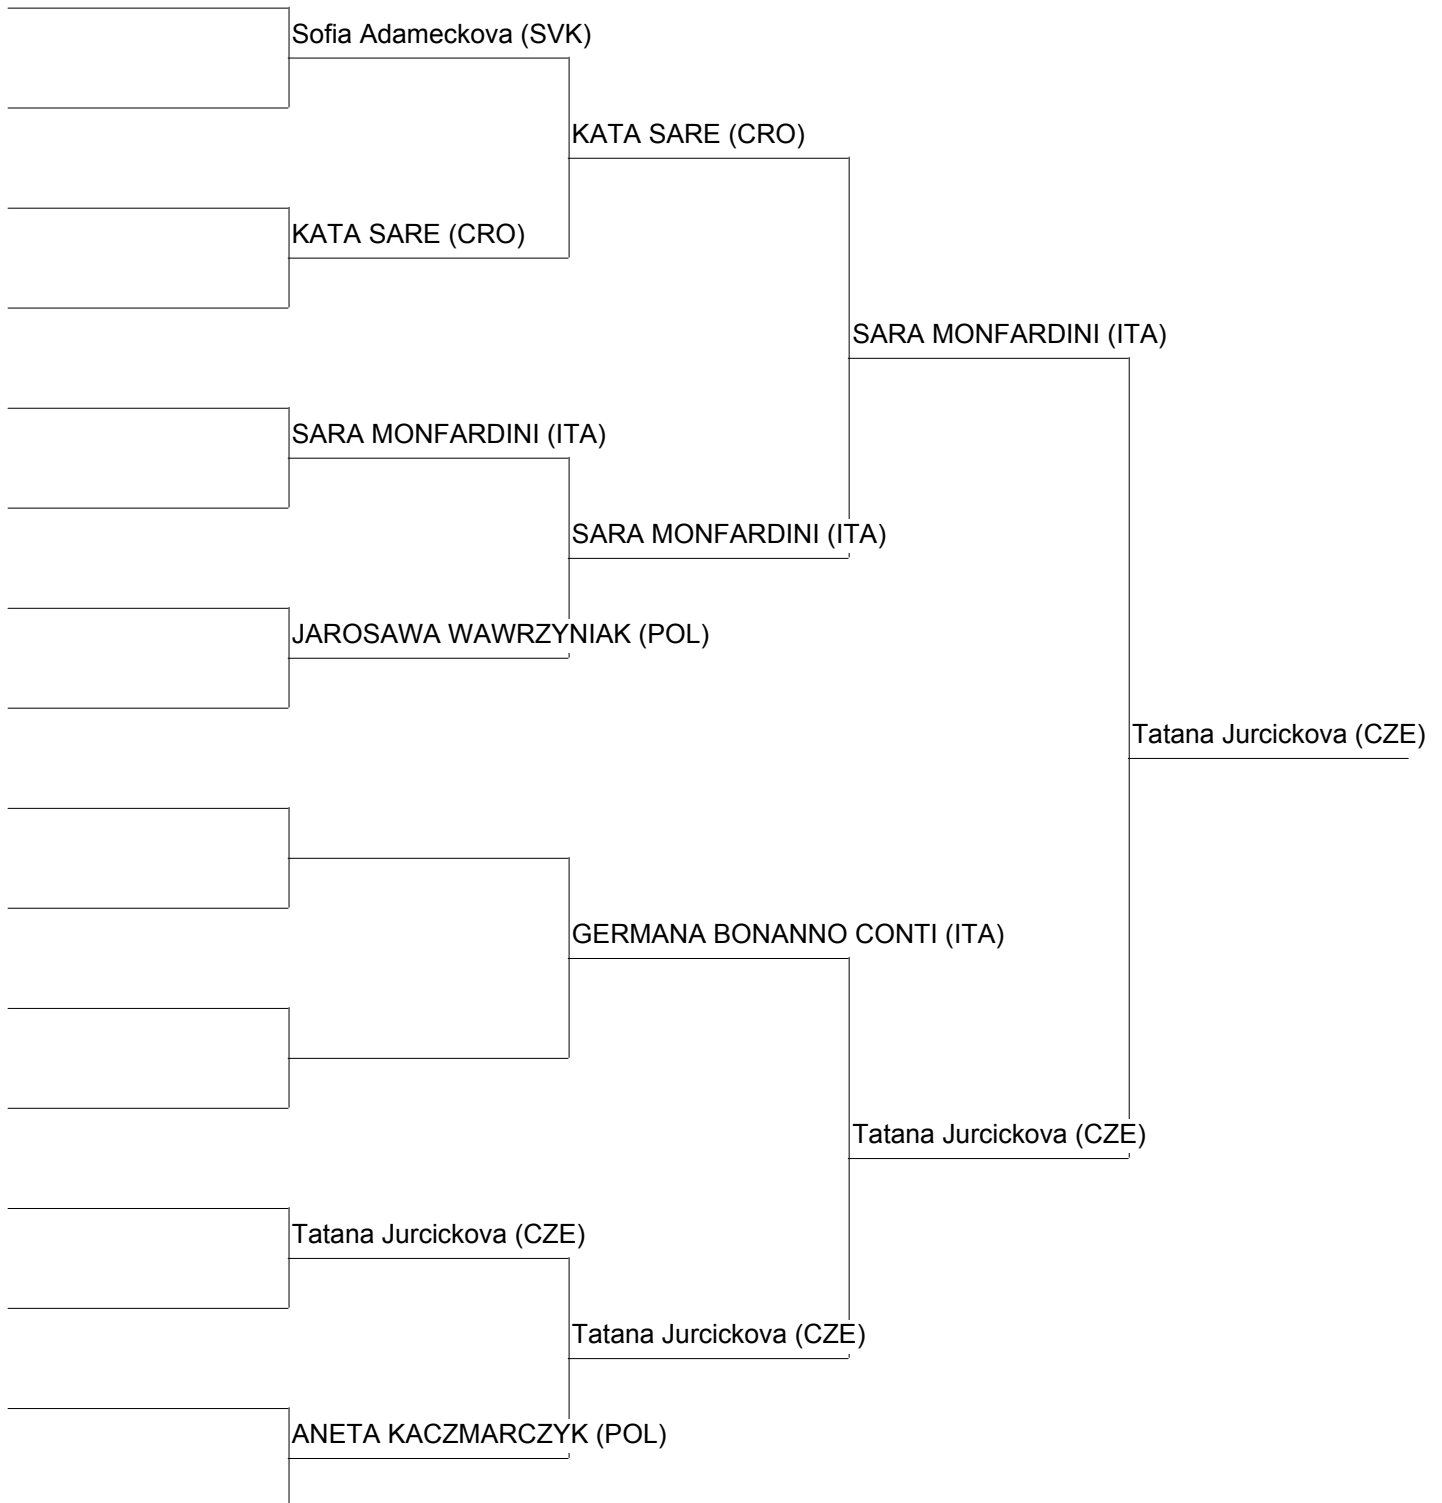 Sofia Adameckova (SVK)
KATA SARE (CRO)
KATA SARE (CRO)
SARA MONFARDINI (ITA)
SARA MONFARDINI (ITA)
SARA MONFARDINI (ITA)
JAROSAWA WAWRZYNIAK (POL)
Tatana Jurcickova (CZE)
GERMANA BONANNO CONTI (ITA)
Tatana Jurcickova (CZE)
Tatana Jurcickova (CZE)
Tatana Jurcickova (CZE)
ANETA KACZMARCZYK (POL)